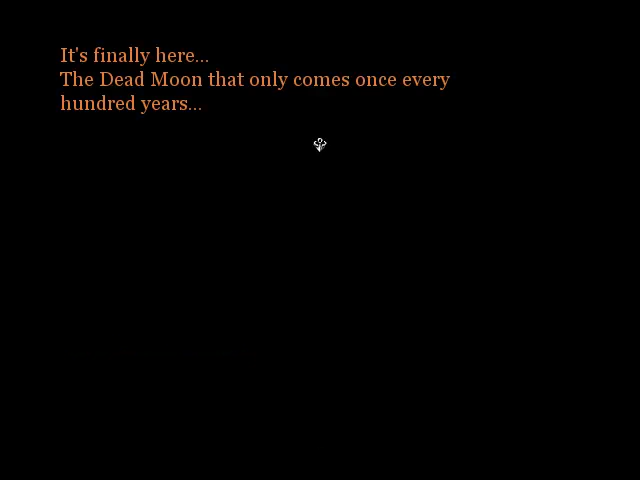 It's finally here...
The Dead Moon that only comes once every
hundred years...